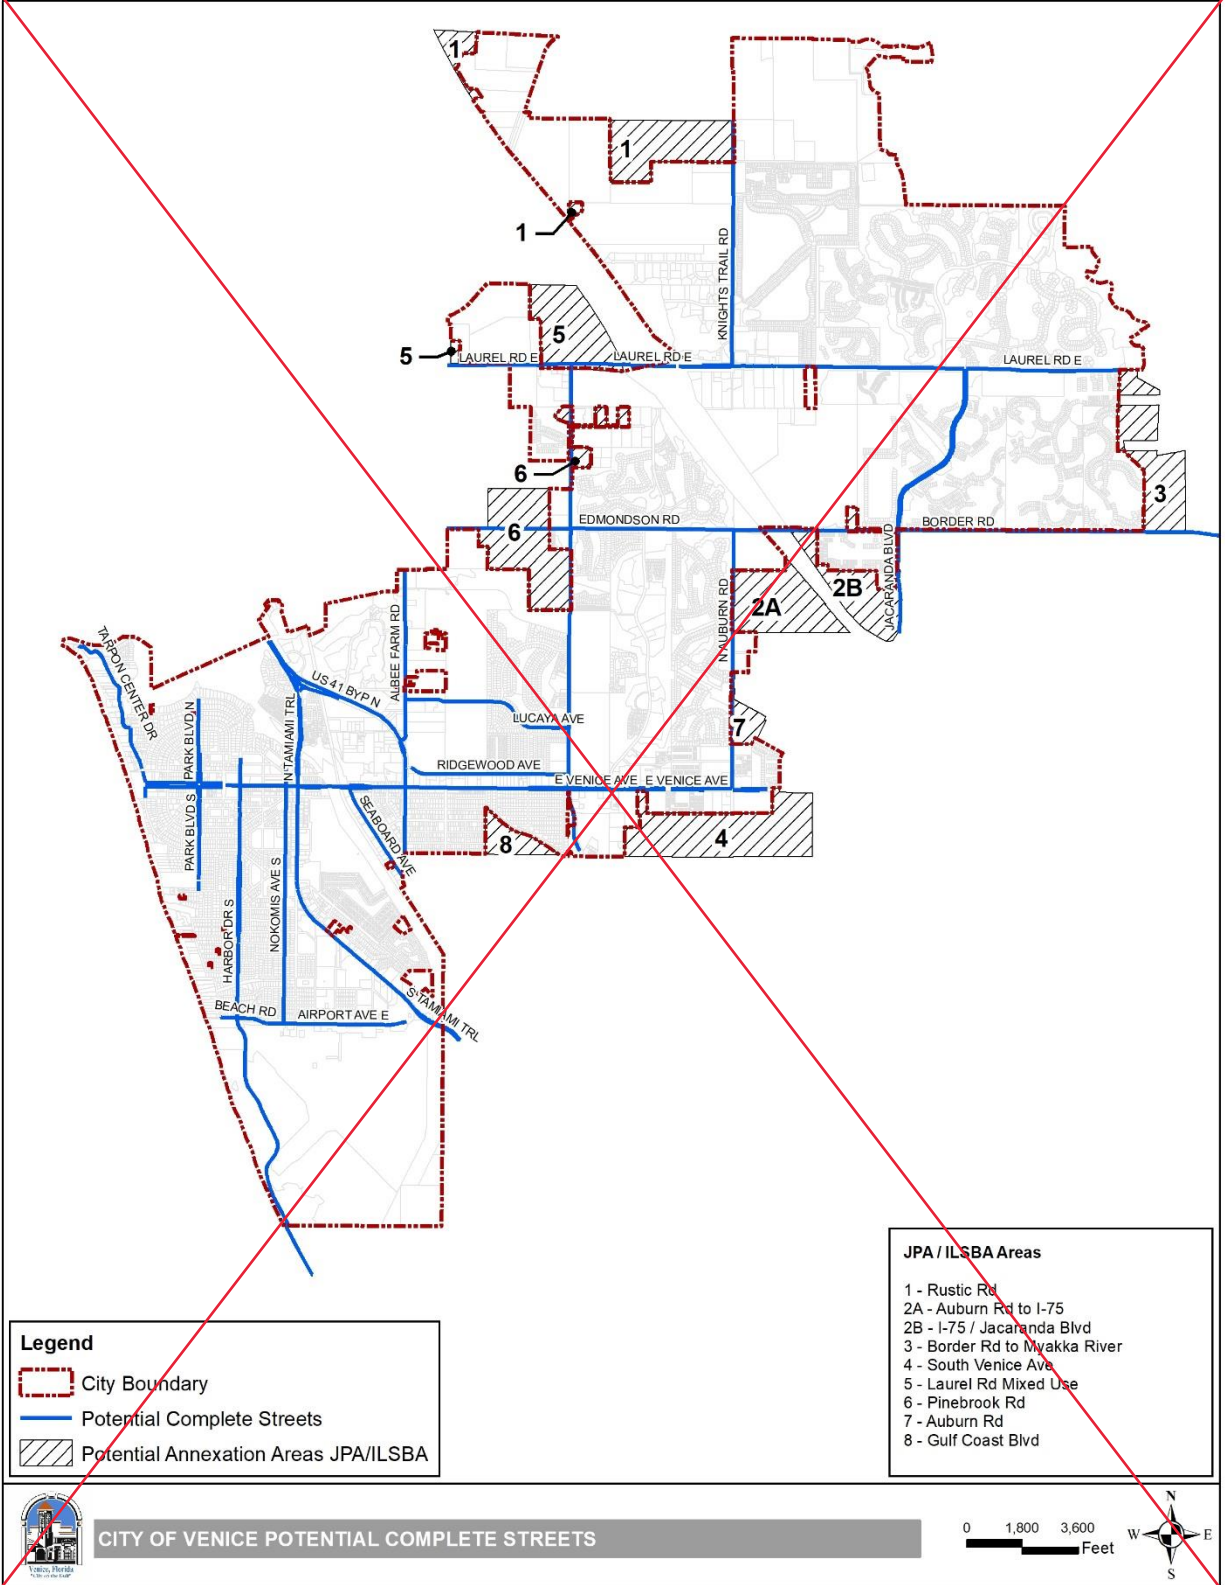 1
1
1
KNIGHTS TRAIL RD
5
5
LAUREL RD E
LAUREL RD E
LAUREL RD E
6
3
6
EDMONDSON RD
BORDER RD
JACARANDA BLVD
2B
2A
N AUBURN RD
ALBEE FARM RD
TARPON CENTER DR
US 41 BYP N
N TAMIAMI TRL
PARK BLVD N
LUCAYA AVE
7
RIDGEWOOD AVE
E VENICE AVE
E VENICE AVE
PARK BLVD S
SEABOARD AVE
8
4
NOKOMIS AVE S
HARBOR DR S
BEACH RD
AIRPORT AVE E
S TAMIAMI TRL
JPA / ILSBA Areas
1 - Rustic Rd
2A - Auburn Rd to I-75
2B - I-75 / Jacaranda Blvd
3 - Border Rd to Myakka River
4 - South Venice Ave
5 - Laurel Rd Mixed Use
6 - Pinebrook Rd
7 - Auburn Rd
8 - Gulf Coast Blvd
Legend
City Boundary
Potential Complete Streets
Potential Annexation Areas JPA/ILSBA
Venice, Florida
"City on the Gulf"
CITY OF VENICE POTENTIAL COMPLETE STREETS
0 1,800 3,600
Feet
N
W E
S